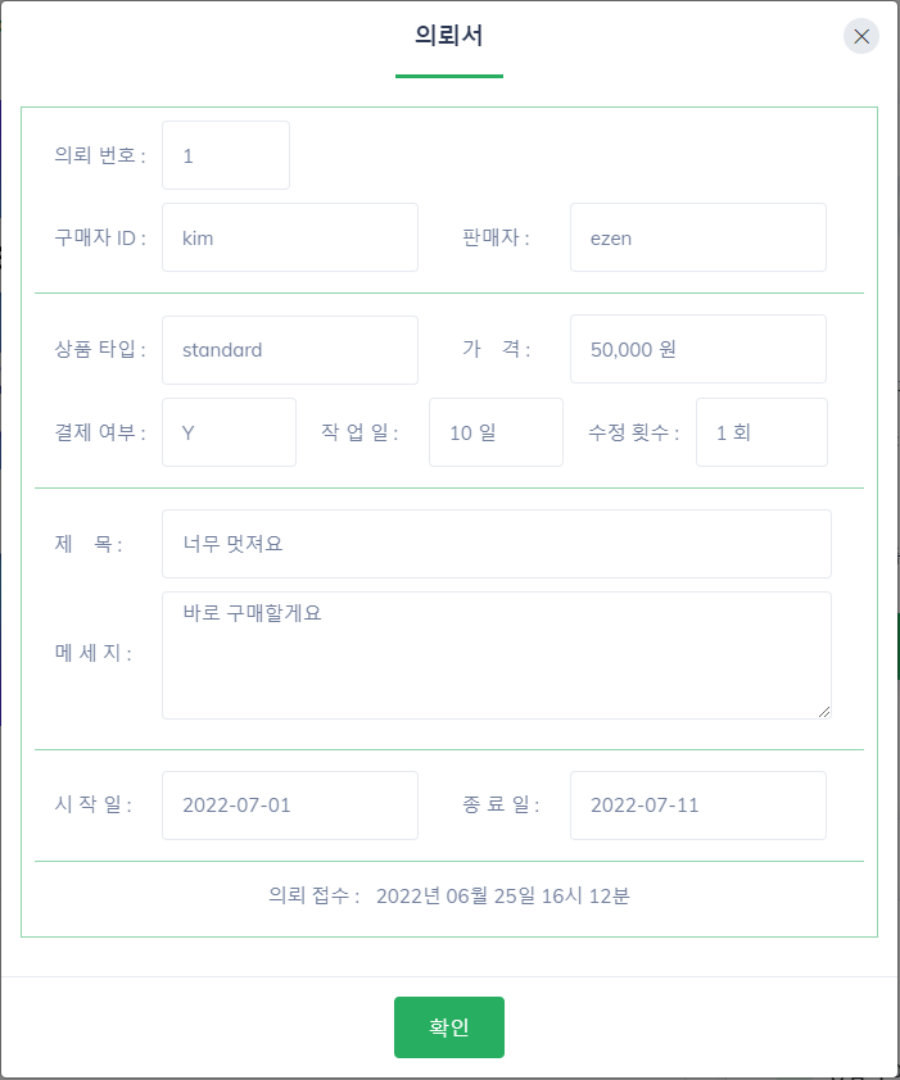 의뢰서
의뢰 번호 : 1
구매자 ID : kim 판매자 : ezen
상품 타입 : standard 가 격 : 50,000 원
결제 여부 : Y 작 업 일 : 10 일 수정 횟수 : 1 회
제 목 : 너무 멋져요
바로 구매할게요
메 세 지 :
시 작 일 : 2022-07-01 종 료 일 : 2022-07-11
의뢰 접수 : 2022년 06월 25일 16시 12분
확인